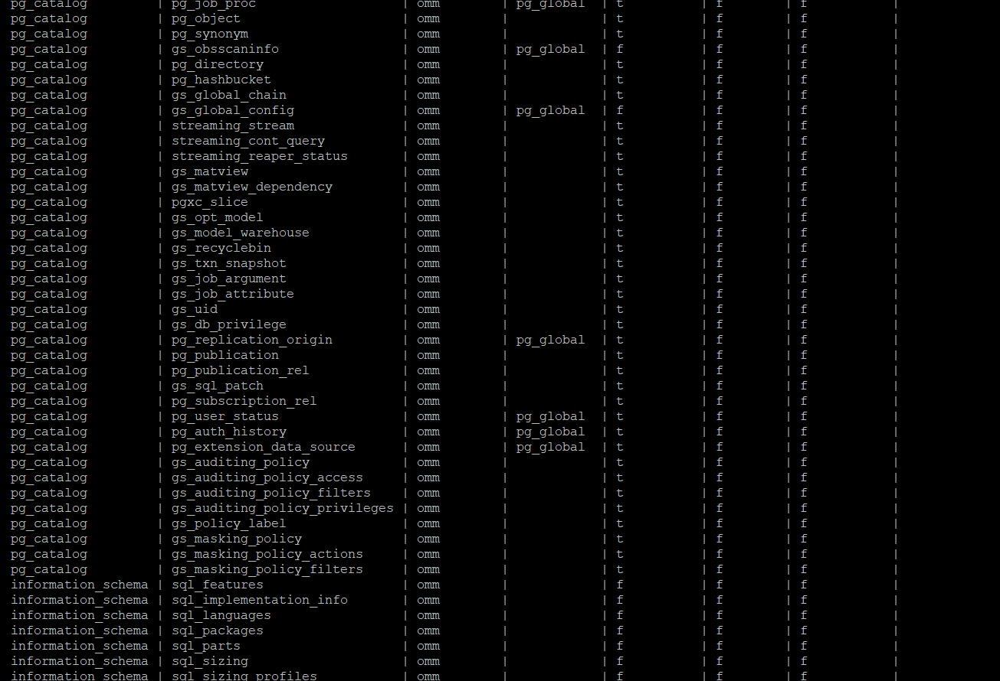 pg_catalog | pg_job_proc | omm | pg_global | t | f | f |
pg_catalog | pg_object | omm | | t | f | f |
pg_catalog | pg_synonym | omm | | t | f | f |
pg_catalog | gs_obsscaninfo | omm | pg_global | f | f | f |
pg_catalog | pg_directory | omm | | t | f | f |
pg_catalog | pg_hashbucket | omm | | t | f | f |
pg_catalog | gs_global_chain | omm | | t | f | f |
pg_catalog | gs_global_config | omm | pg_global | f | f | f |
pg_catalog | streaming_stream | omm | | t | f | f |
pg_catalog | streaming_cont_query | omm | | t | f | f |
pg_catalog | streaming_reaper_status | omm | | t | f | f |
pg_catalog | gs_matview | omm | | t | f | f |
pg_catalog | gs_matview_dependency | omm | | t | f | f |
pg_catalog | pgxc_slice | omm | | t | f | f |
pg_catalog | gs_opt_model | omm | | t | f | f |
pg_catalog | gs_model_warehouse | omm | | t | f | f |
pg_catalog | gs_recyclebin | omm | | t | f | f |
pg_catalog | gs_txn_snapshot | omm | | t | f | f |
pg_catalog | gs_job_argument | omm | | t | f | f |
pg_catalog | gs_job_attribute | omm | | t | f | f |
pg_catalog | gs_uid | omm | | t | f | f |
pg_catalog | gs_db_privilege | omm | | t | f | f |
pg_catalog | pg_replication_origin | omm | pg_global | t | f | f |
pg_catalog | pg_publication | omm | | t | f | f |
pg_catalog | pg_publication_rel | omm | | t | f | f |
pg_catalog | gs_sql_patch | omm | | t | f | f |
pg_catalog | pg_subscription_rel | omm | | t | f | f |
pg_catalog | pg_user_status | omm | pg_global | t | f | f |
pg_catalog | pg_auth_history | omm | pg_global | t | f | f |
pg_catalog | pg_extension_data_source | omm | pg_global | t | f | f |
pg_catalog | gs_auditing_policy | omm | | t | f | f |
pg_catalog | gs_auditing_policy_access | omm | | t | f | f |
pg_catalog | gs_auditing_policy_filters | omm | | t | f | f |
pg_catalog | gs_auditing_policy_privileges | omm | | t | f | f |
pg_catalog | gs_policy_label | omm | | t | f | f |
pg_catalog | gs_masking_policy | omm | | t | f | f |
pg_catalog | gs_masking_policy_actions | omm | | t | f | f |
pg_catalog | gs_masking_policy_filters | omm | | t | f | f |
information_schema | sql_features | omm | | f | f | f |
information_schema | sql_implementation_info | omm | | f | f | f |
information_schema | sql_languages | omm | | f | f | f |
information_schema | sql_packages | omm | | f | f | f |
information_schema | sql_parts | omm | | f | f | f |
information_schema | sql_sizing | omm | | f | f | f |
information_schema | sql_sizing_profiles | omm | | f | f | f |